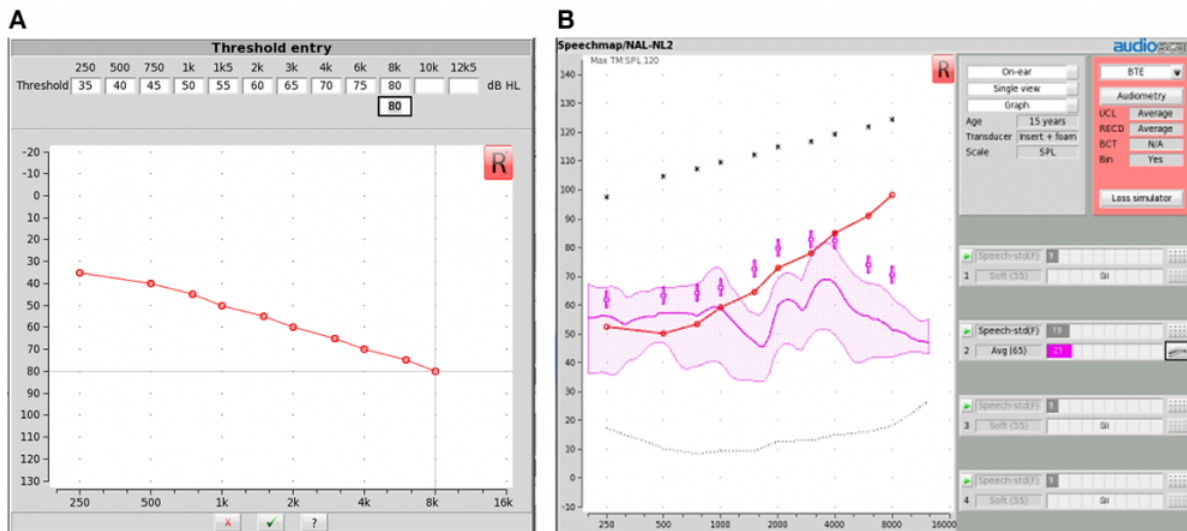 A
Threshold entry
250 500 750 1k 1k5 2k 3k 4k 6k 8k 10k 12k5
Threshold 35 40 45 50 55 60 65 70 75 80 dB HL
80
R
-20
-10
0
10
20
30
40
50
60
70
80
90
100
110
120
130
250 500 1k 2k 4k 8k 16k
x ?
B
Speechmap/NAL-NL2
audioscan
Max TM SPL 120
R
140
130
120
110
100
90
80
70
60
50
40
30
20
10
0
-10
250 500 1000 2000 4000 8000 16000
On-ear
Single view
Graph
Age 15 years
Transducer Insert + foam
Scale SPL
BTE
Audiometry
UCL Average
RECD Average
BCT N/A
Bin Yes
Loss simulator
Speech-std(F) 9
1 Soft (55) SII
Speech-std(F) 19
2 Avg (65) 21
Speech-std(F) 9
3 Soft (55) SII
Speech-std(F) 9
4 Soft (55) SII